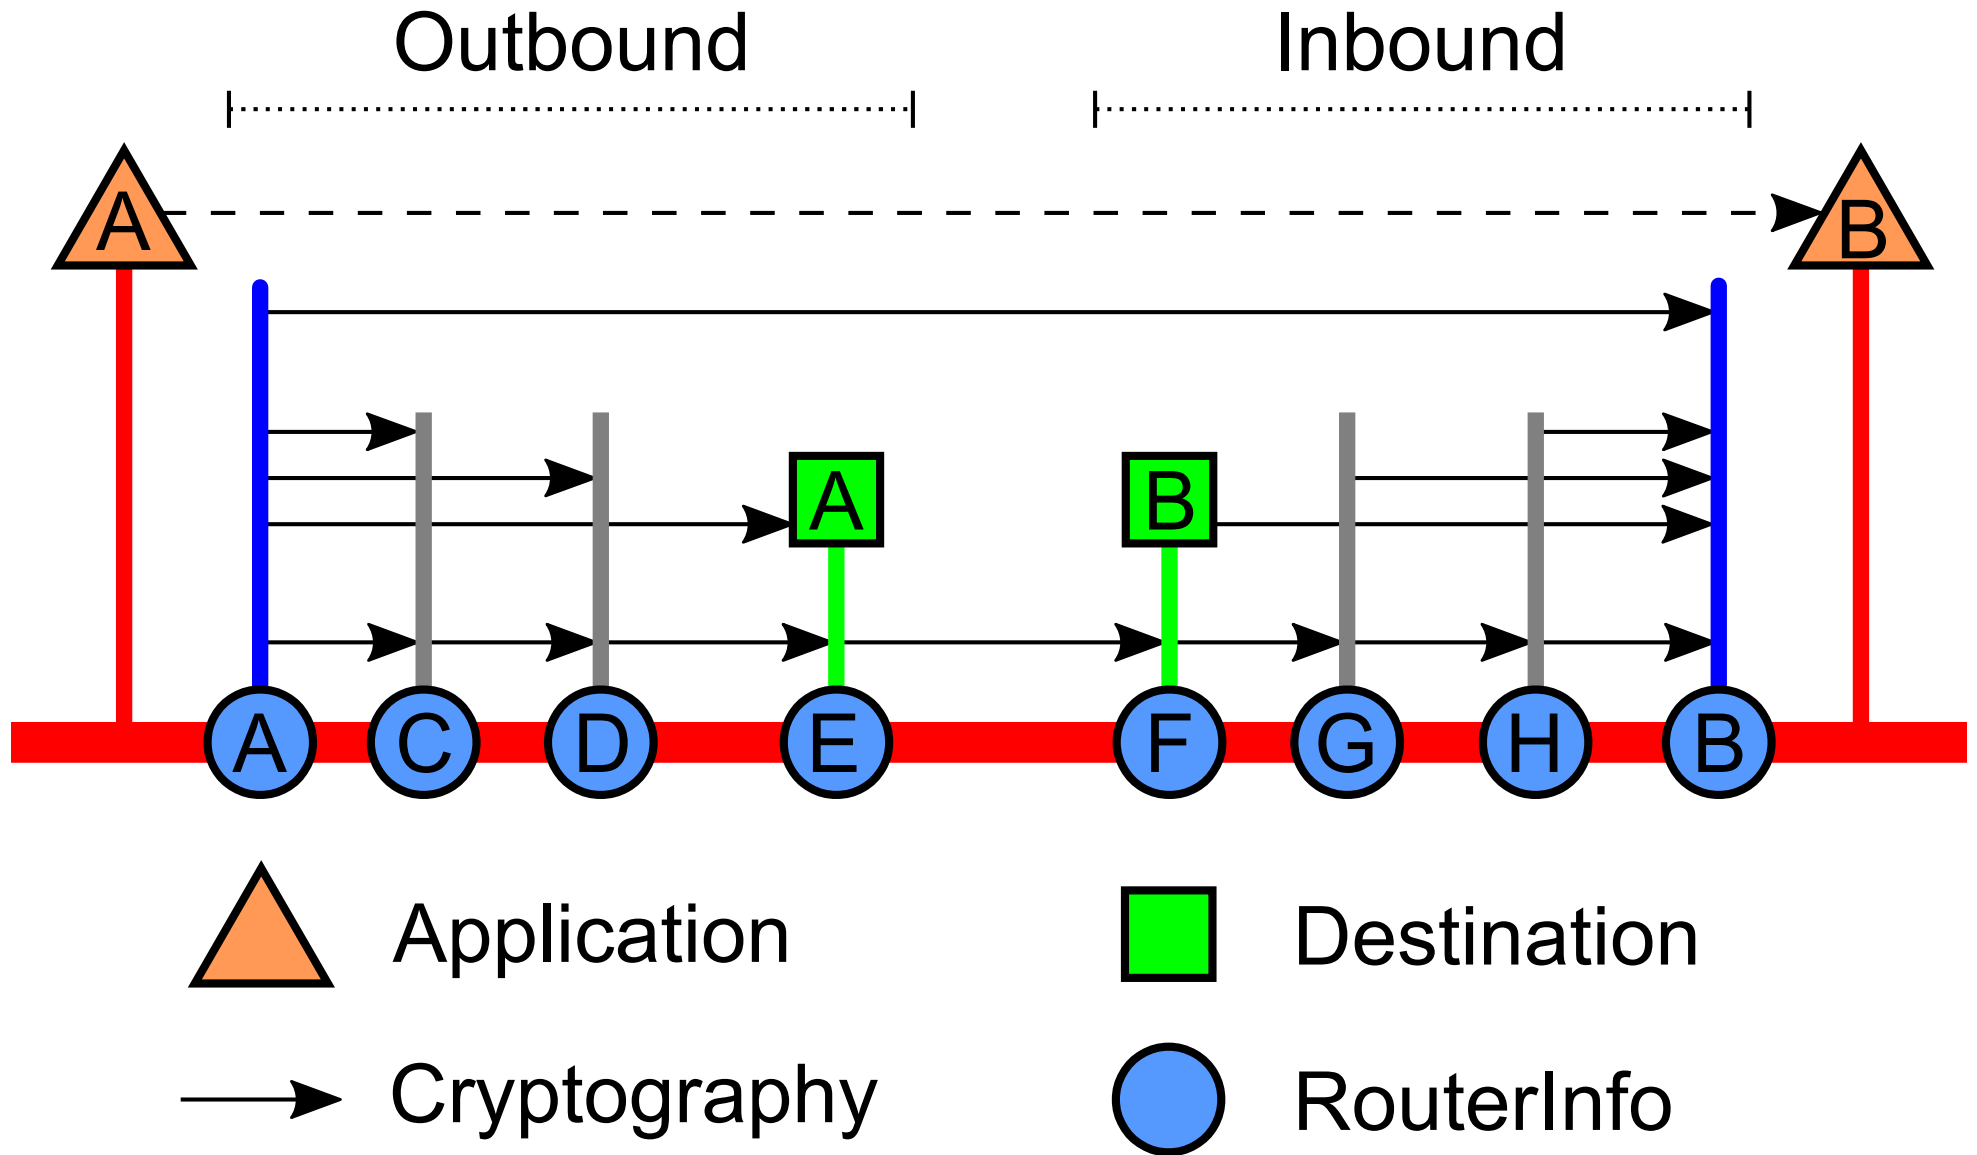 Outbound Inbound
A B
A B
A C D E F G H B
Application Destination
Cryptography RouterInfo